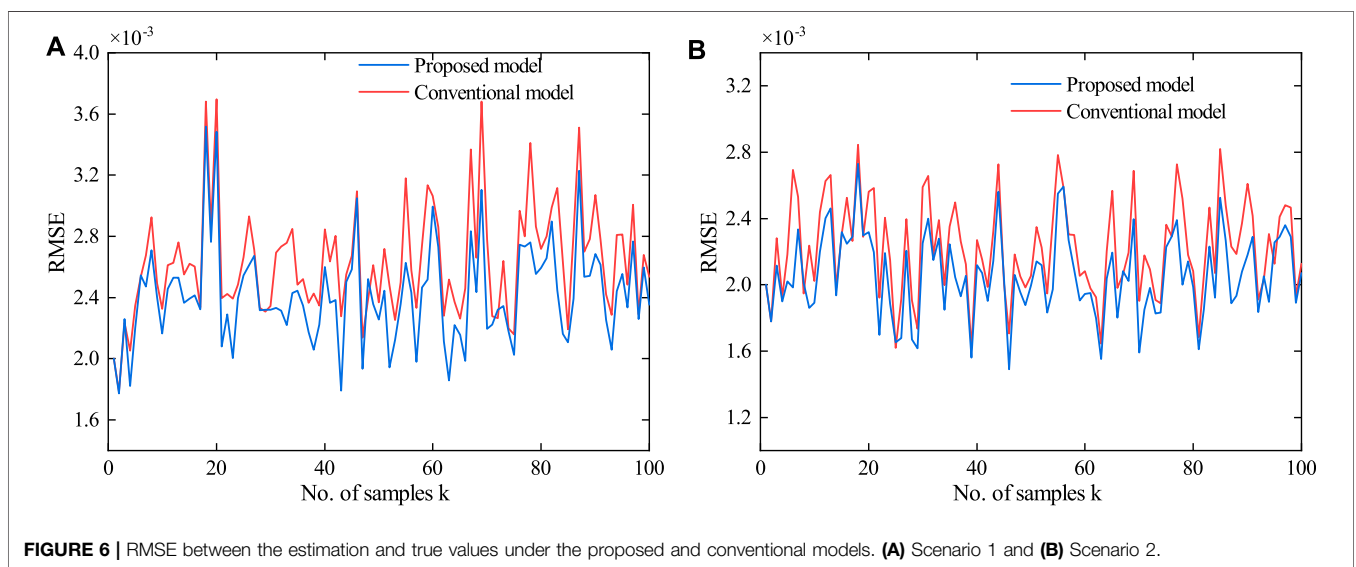 A
×10⁻³
4.0
3.6
3.2
2.8
2.4
2.0
1.6
RMSE
0 20 40 60 80 100
No. of samples k
Proposed model
Conventional model
B
×10⁻³
3.2
2.8
2.4
2.0
1.6
1.2
RMSE
0 20 40 60 80 100
No. of samples k
Proposed model
Conventional model
FIGURE 6 | RMSE between the estimation and true values under the proposed and conventional models. (A) Scenario 1 and (B) Scenario 2.